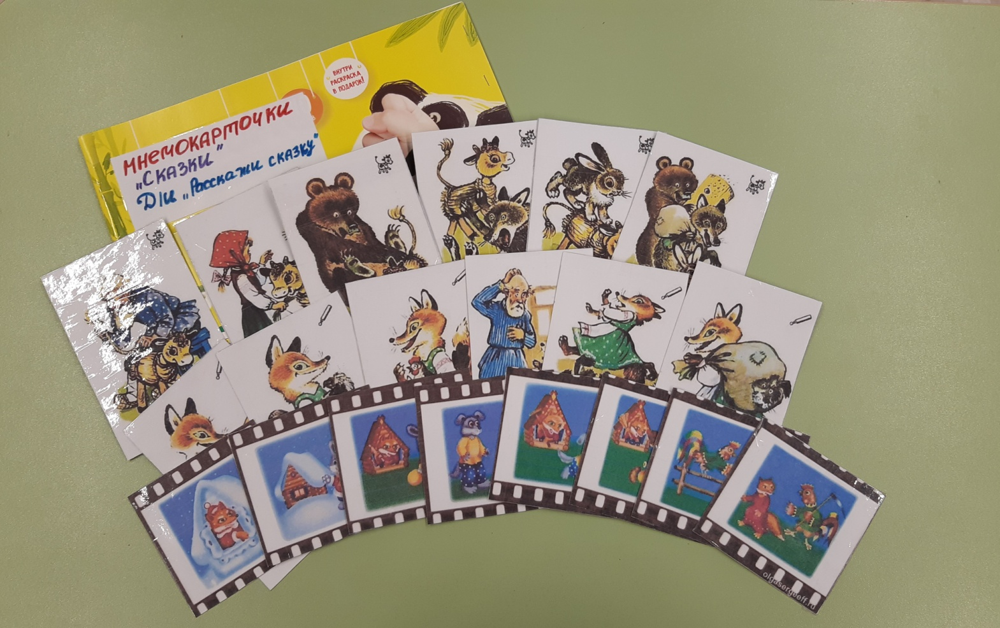 ВНУТРИ
РАСКРАСКА
В ПОДАРОК!
МНЕМОКАРТОЧКИ
„СКАЗКИ"
Д/И „Расскажи сказку"
olgasergeeff.ru